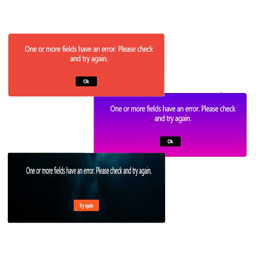 One or more fields have an error. Please check
and try again.
Ok
One or more fields have an error. Please check
and try again.
Ok
One or more fields have an error. Please check and try again.
Try again